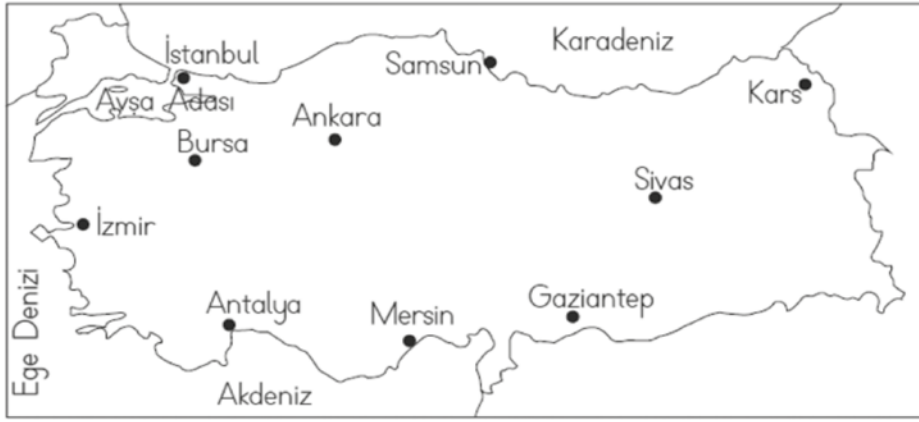 Karadeniz
İstanbul
Samsun
Kars
Avşa Adası
Ankara
Bursa
Sivas
İzmir
Ege Denizi
Antalya
Mersin
Gaziantep
Akdeniz